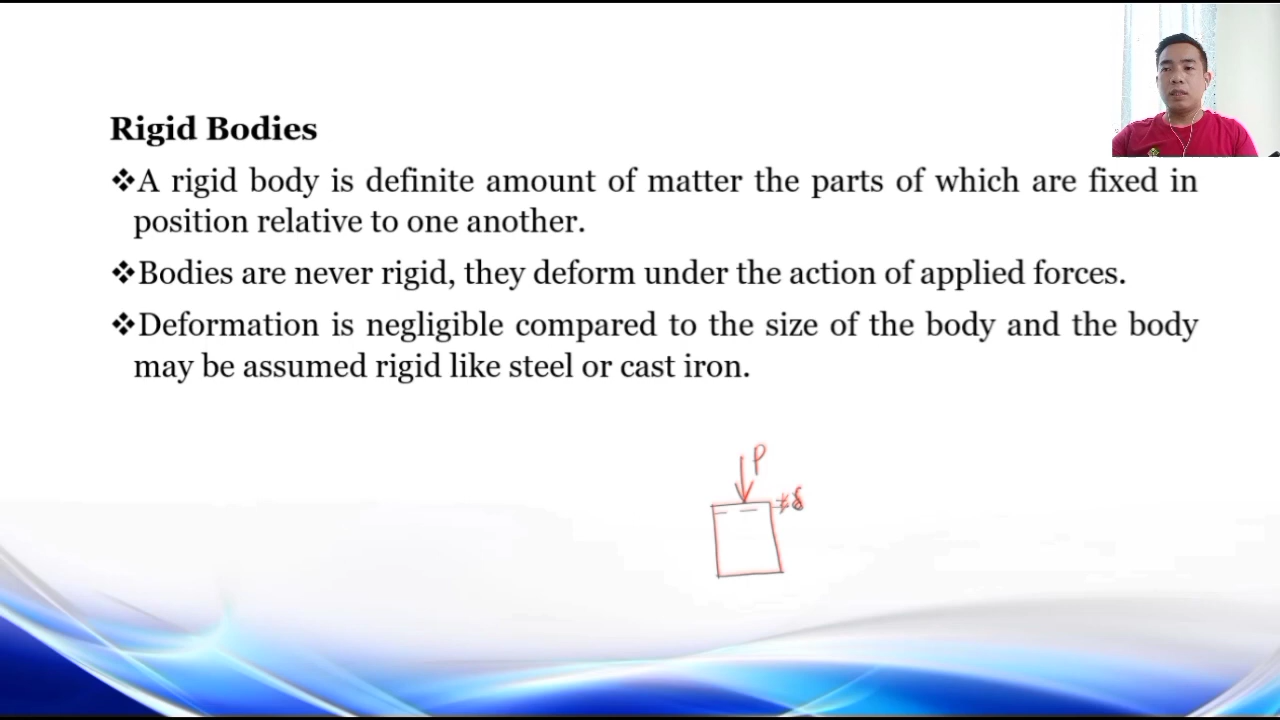 Rigid Bodies
❖A rigid body is definite amount of matter the parts of which are fixed in
position relative to one another.
❖Bodies are never rigid, they deform under the action of applied forces.
❖Deformation is negligible compared to the size of the body and the body
may be assumed rigid like steel or cast iron.
P
δ